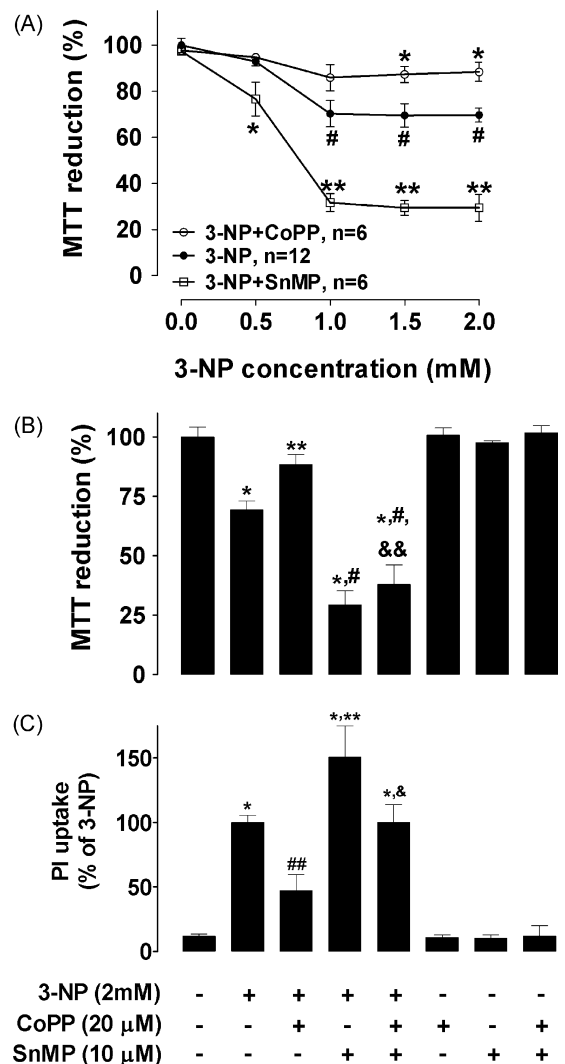 (A)
MTT reduction (%)
100
80
60
40
20
0
* *
# # #
*
** ** **
3-NP+CoPP, n=6
3-NP, n=12
3-NP+SnMP, n=6
0.0 0.5 1.0 1.5 2.0
3-NP concentration (mM)
(B)
MTT reduction (%)
100
75
50
25
0
*
**
*,#
*,#,
&&
(C)
PI uptake
(% of 3-NP)
150
100
50
0
*
##
*,**
*,&
3-NP (2mM) - + + + + - - -
CoPP (20 µM) - - + - + + - +
SnMP (10 µM) - - - + + - + +